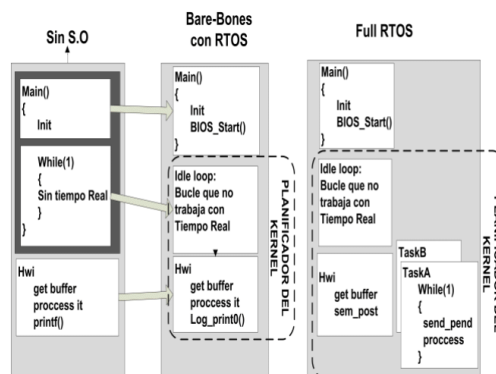 Sin S.O
Main()
{
Init
While(1)
{
Sin tiempo Real
}
}
Hwi
get buffer
proccess it
printf()
Bare-Bones
con RTOS
Main()
{
Init
BIOS_Start()
Idle loop:
Bucle que no
trabaja con
Tiempo Real
Hwi
get buffer
proccess it
Log_print0()
PLANIFICADOR DEL
KERNEL
Full RTOS
Main()
{
Init
BIOS_Start()
Idle loop:
Bucle que no
trabaja con
Tiempo Real
Hwi
get buffer
sem_post
TaskB
TaskA
While(1)
{
send_pend
proccess
}
KERNEL